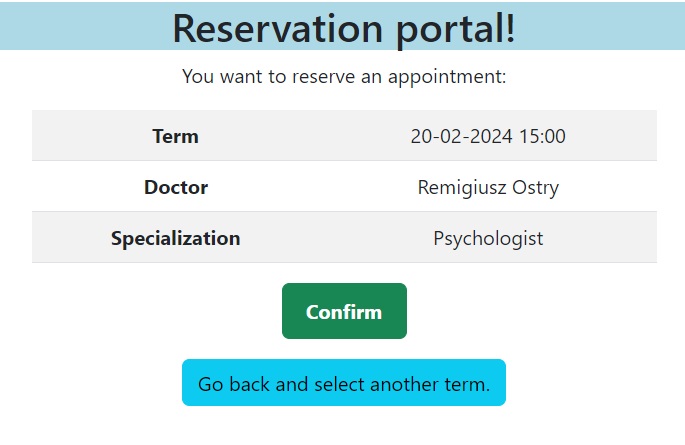 Reservation portal!
You want to reserve an appointment:
Term 20-02-2024 15:00
Doctor Remigiusz Ostry
Specialization Psychologist
Confirm
Go back and select another term.